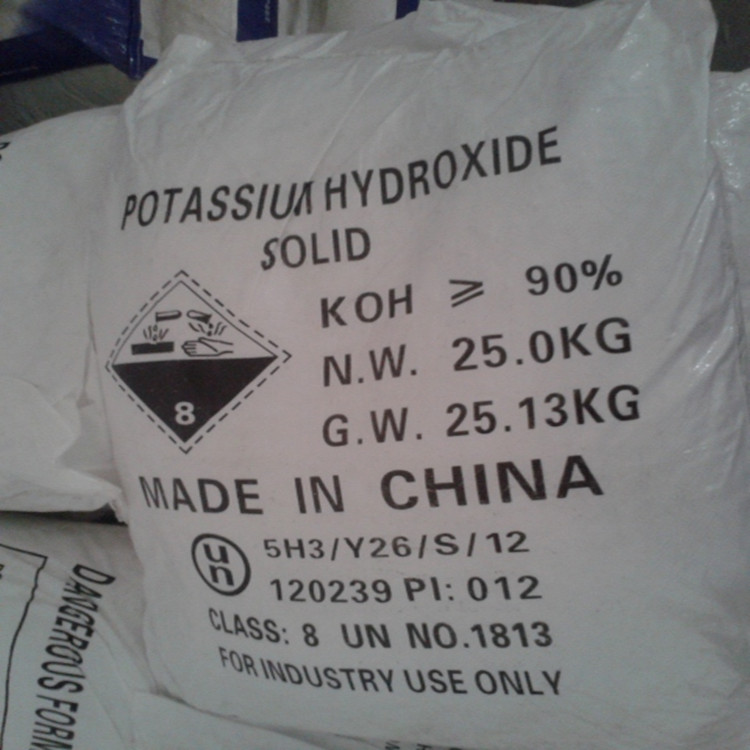 POTASSIUM HYDROXIDE
SOLID
KOH ⩾ 90%
N.W. 25.0KG
G.W. 25.13KG
8
MADE IN CHINA
un 5H3/Y26/S/12
120239 PI: 012
CLASS: 8 UN NO.1813
FOR INDUSTRY USE ONLY
DANGEROUS